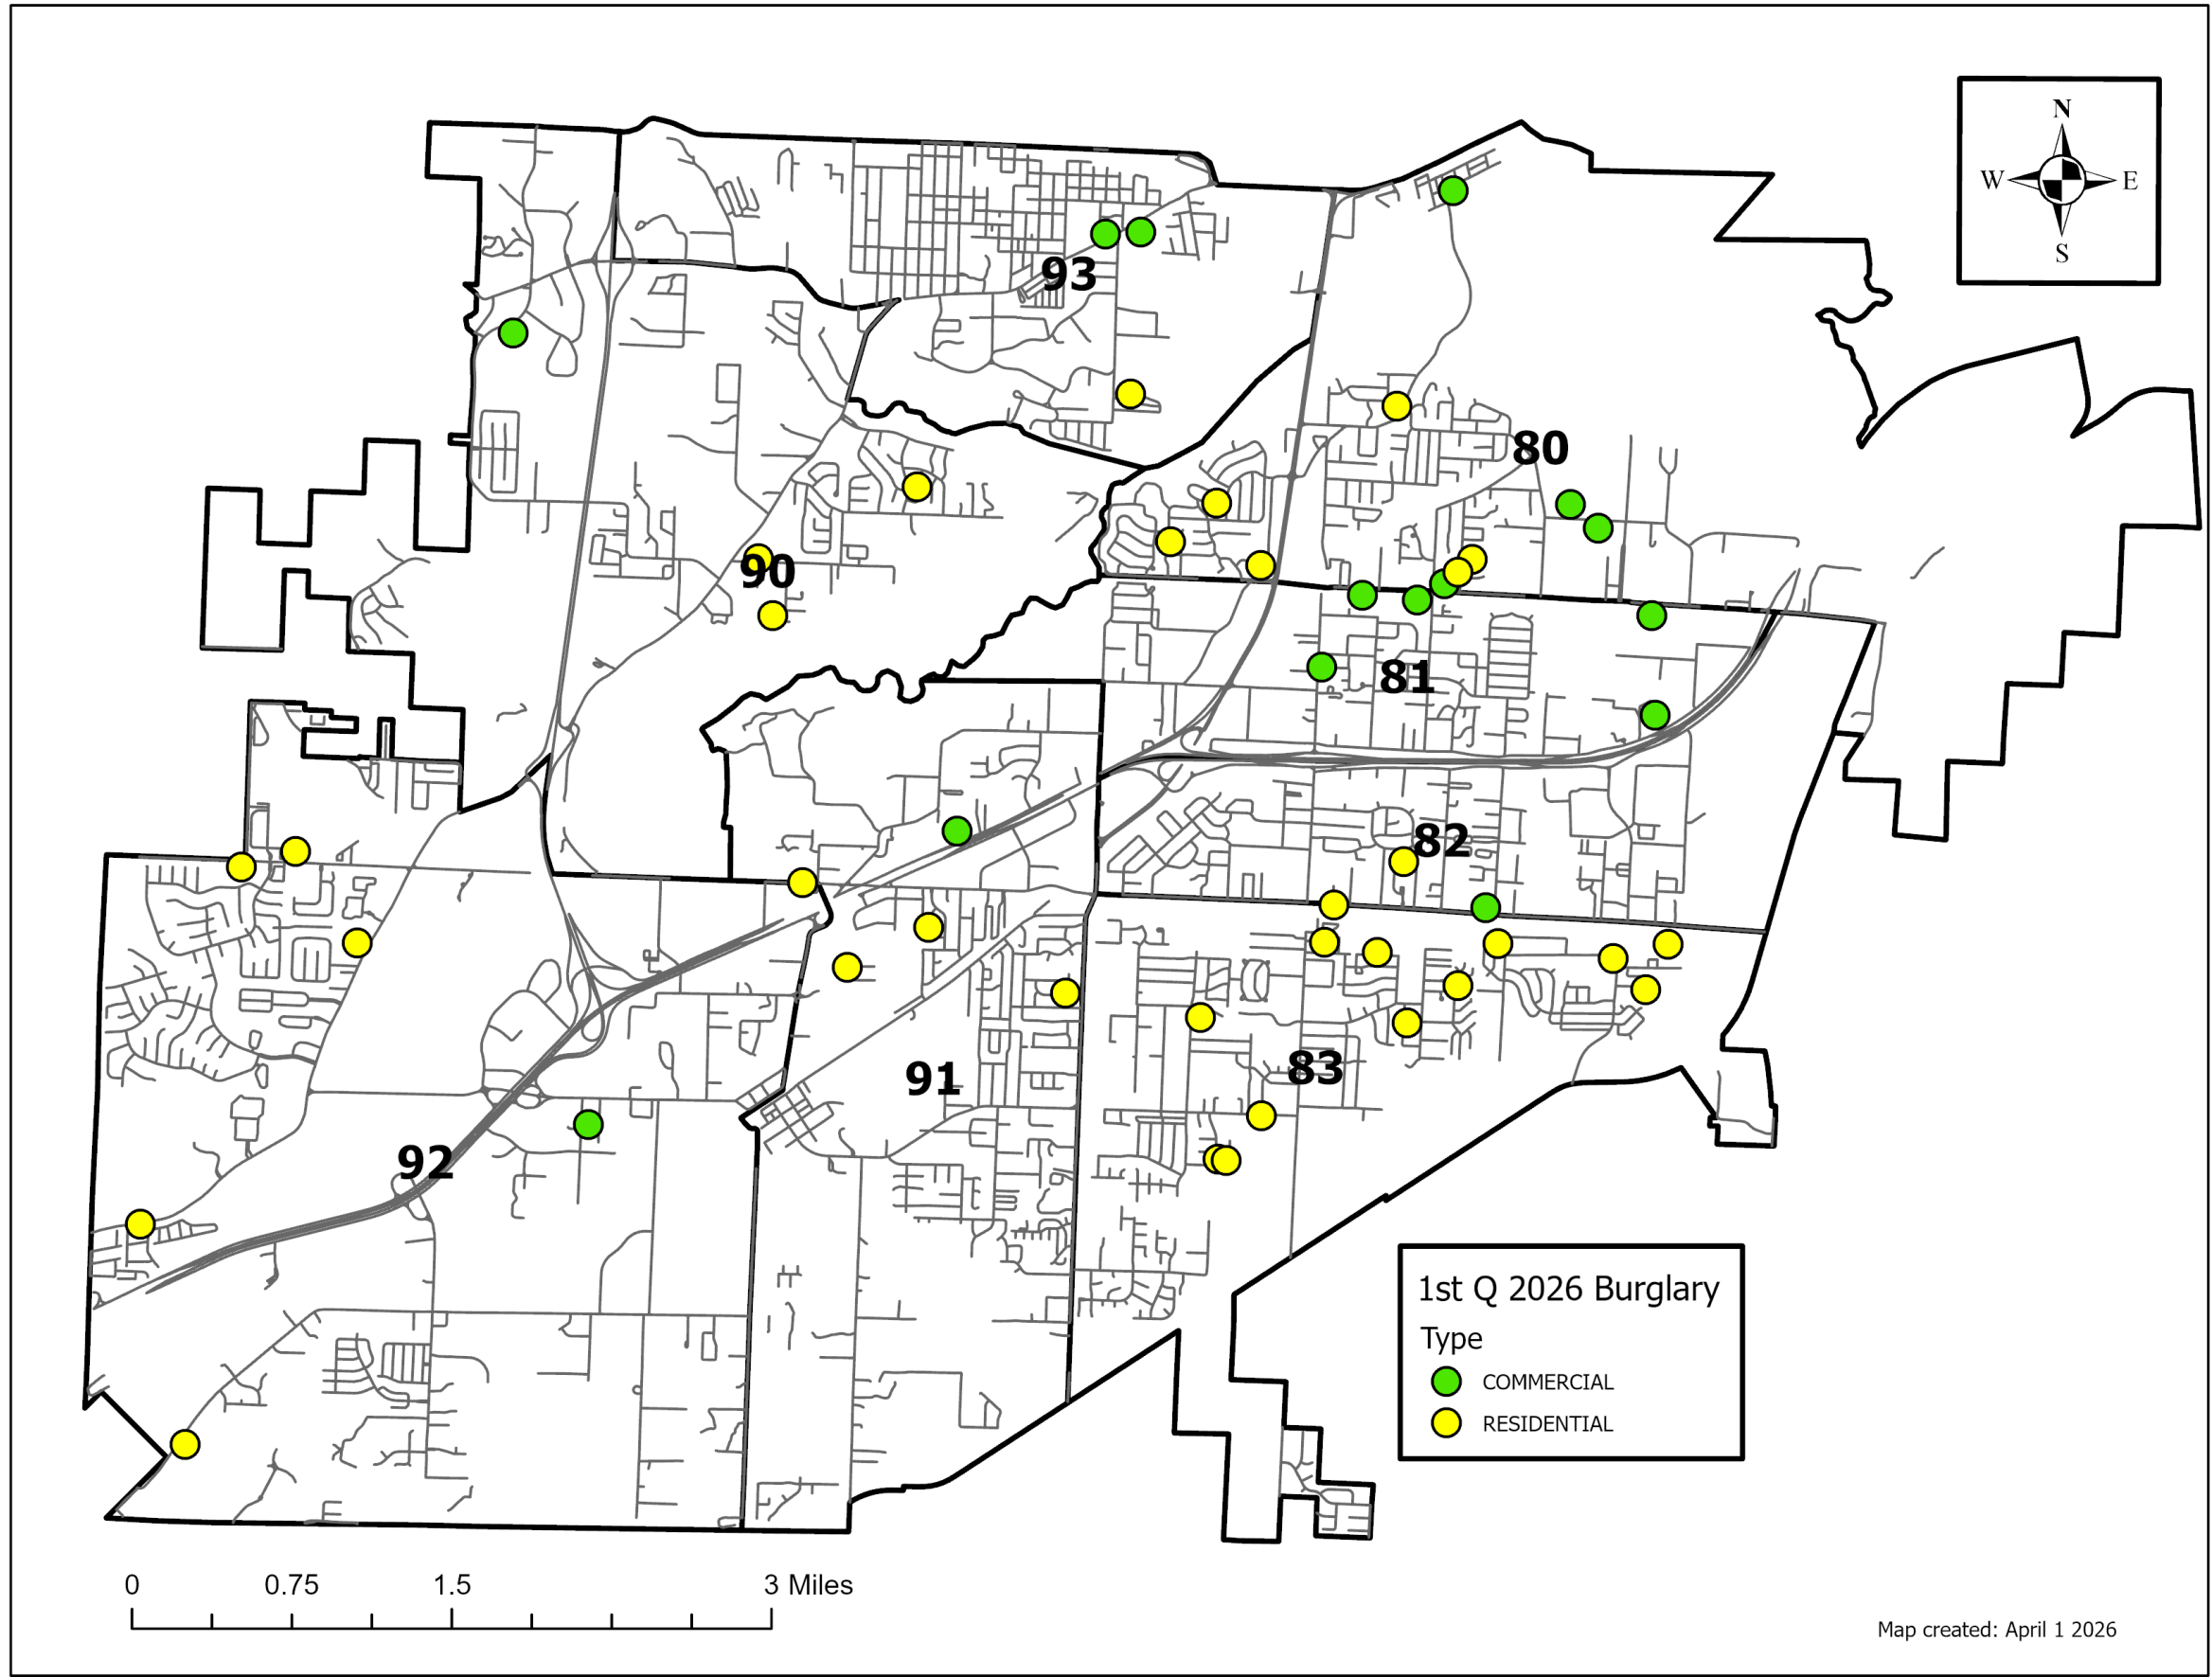 N
W E
S
93
80
90
81
82
91
83
92
1st Q 2026 Burglary
Type
COMMERCIAL
RESIDENTIAL
0 0.75 1.5 3 Miles
Map created: April 1 2026